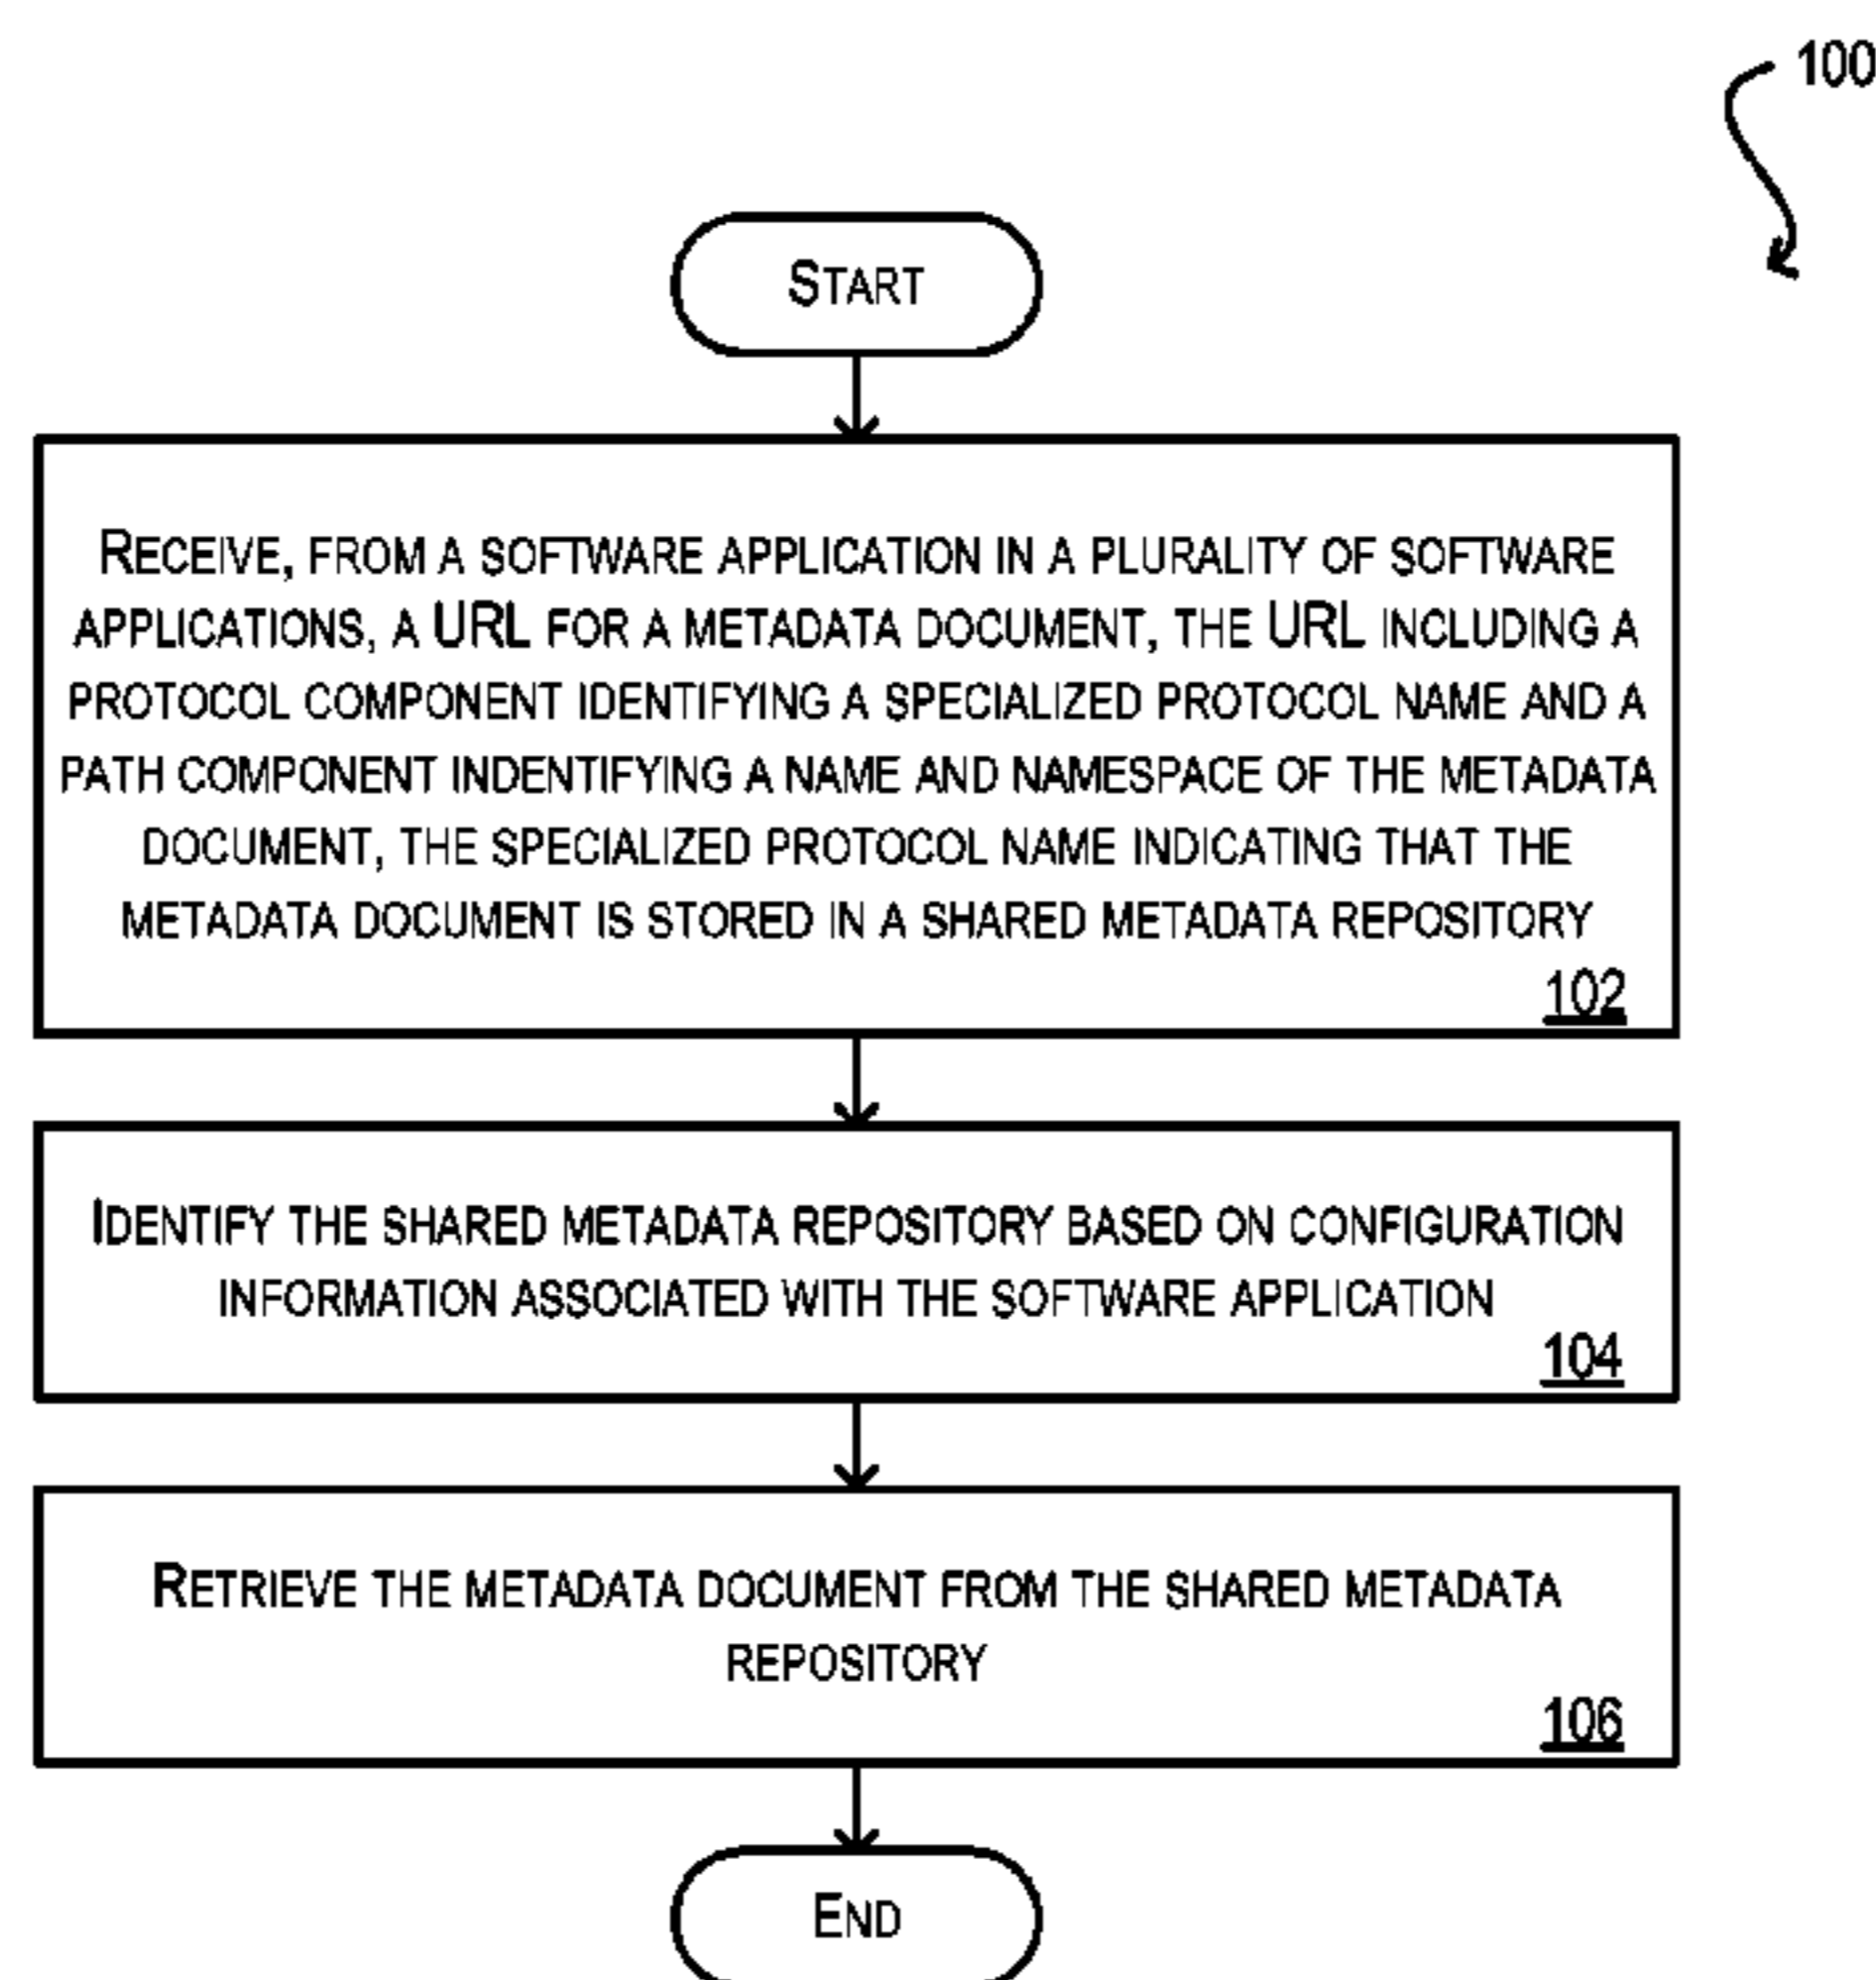 100
START
RECEIVE, FROM A SOFTWARE APPLICATION IN A PLURALITY OF SOFTWARE
APPLICATIONS, A URL FOR A METADATA DOCUMENT, THE URL INCLUDING A
PROTOCOL COMPONENT IDENTIFYING A SPECIALIZED PROTOCOL NAME AND A
PATH COMPONENT INDENTIFYING A NAME AND NAMESPACE OF THE METADATA
DOCUMENT, THE SPECIALIZED PROTOCOL NAME INDICATING THAT THE
METADATA DOCUMENT IS STORED IN A SHARED METADATA REPOSITORY
102
IDENTIFY THE SHARED METADATA REPOSITORY BASED ON CONFIGURATION
INFORMATION ASSOCIATED WITH THE SOFTWARE APPLICATION
104
RETRIEVE THE METADATA DOCUMENT FROM THE SHARED METADATA
REPOSITORY
106
END